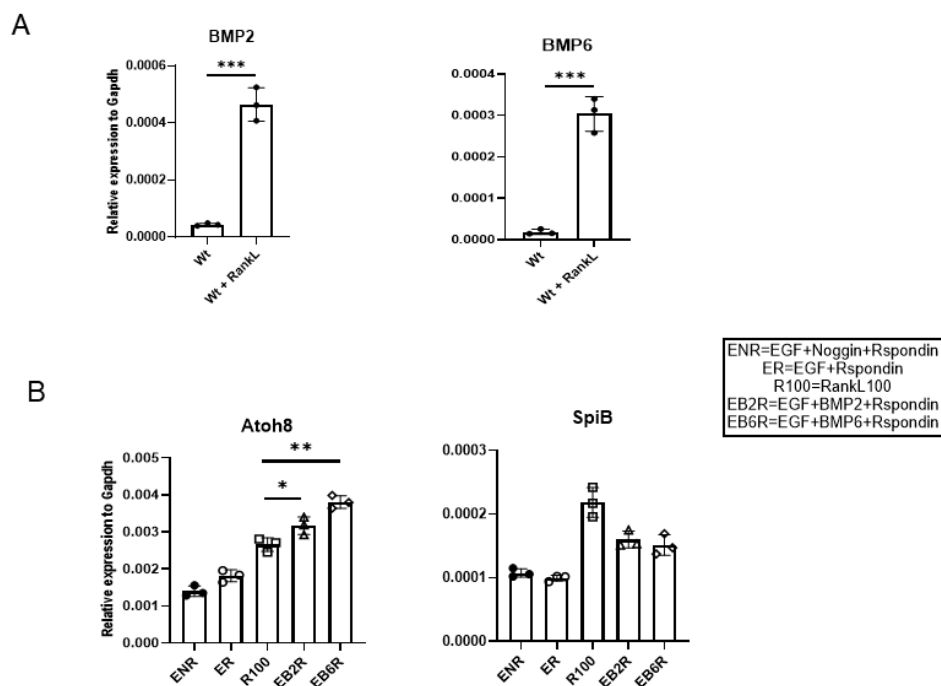 A
BMP2
BMP6
Relative expression to Gapdh
0.0006
0.0004
0.0002
0.0000
***
Wt
Wt + RankL
0.0004
0.0003
0.0002
0.0001
0.0000
***
Wt
Wt + RankL
ENR=EGF+Noggin+Rspondin
ER=EGF+Rspondin
R100=RankL100
EB2R=EGF+BMP2+Rspondin
EB6R=EGF+BMP6+Rspondin
B
Atoh8
SpiB
Relative expression to Gapdh
0.005
0.004
0.003
0.002
0.001
0.000
**
*
ENR
ER
R100
EB2R
EB6R
0.0003
0.0002
0.0001
0.0000
ENR
ER
R100
EB2R
EB6R